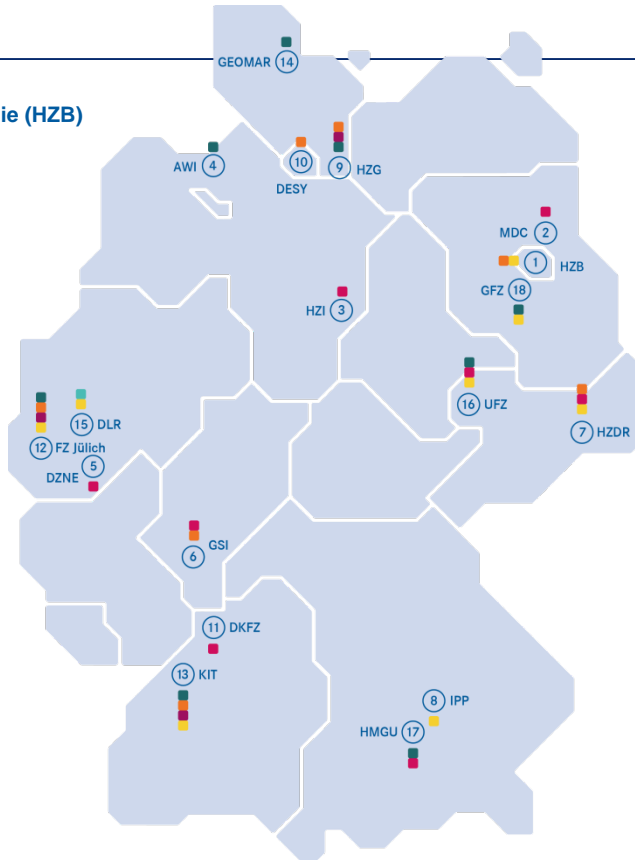 GEOMAR 14
ie (HZB)
AWI 4
10
DESY
9 HZG
MDC 2
1 HZB
GFZ 18
HZI 3
16 UFZ
7 HZDR
15 DLR
12 FZ Jülich
5
DZNE
GSI
6
11 DKFZ
13 KIT
8 IPP
HMGU 17